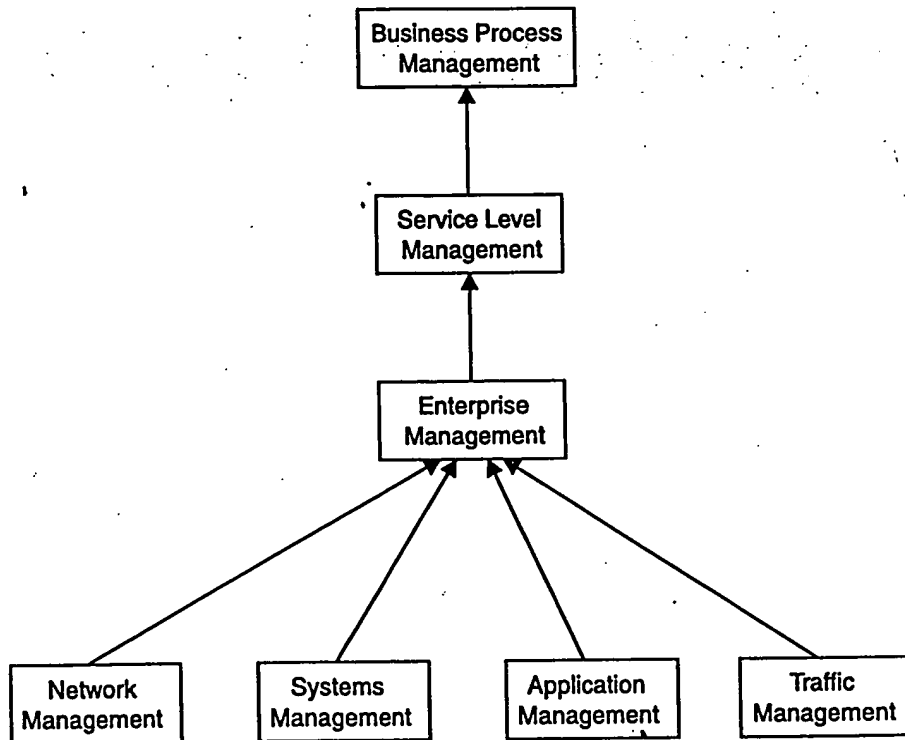 Business Process
Management
Service Level
Management
Enterprise
Management
Network
Management
Systems
Management
Application
Management
Traffic
Management